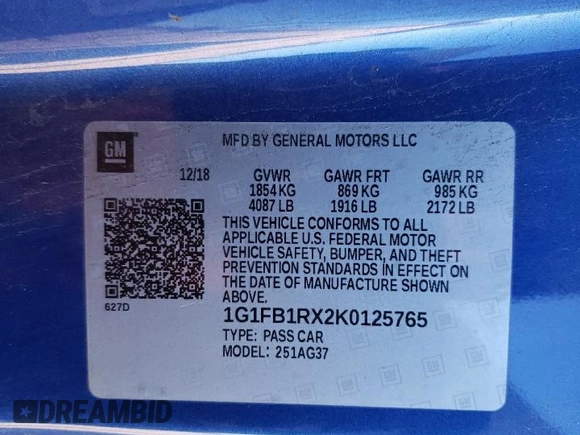 GM
MFD BY GENERAL MOTORS LLC
12/18 GVWR GAWR FRT GAWR RR
1854 KG 869 KG 985 KG
4087 LB 1916 LB 2172 LB
THIS VEHICLE CONFORMS TO ALL
APPLICABLE U.S. FEDERAL MOTOR
VEHICLE SAFETY, BUMPER, AND THEFT
PREVENTION STANDARDS IN EFFECT ON
THE DATE OF MANUFACTURE SHOWN
ABOVE.
627D
1G1FB1RX2K0125765
TYPE: PASS CAR
MODEL: 251AG37
DREAMBID